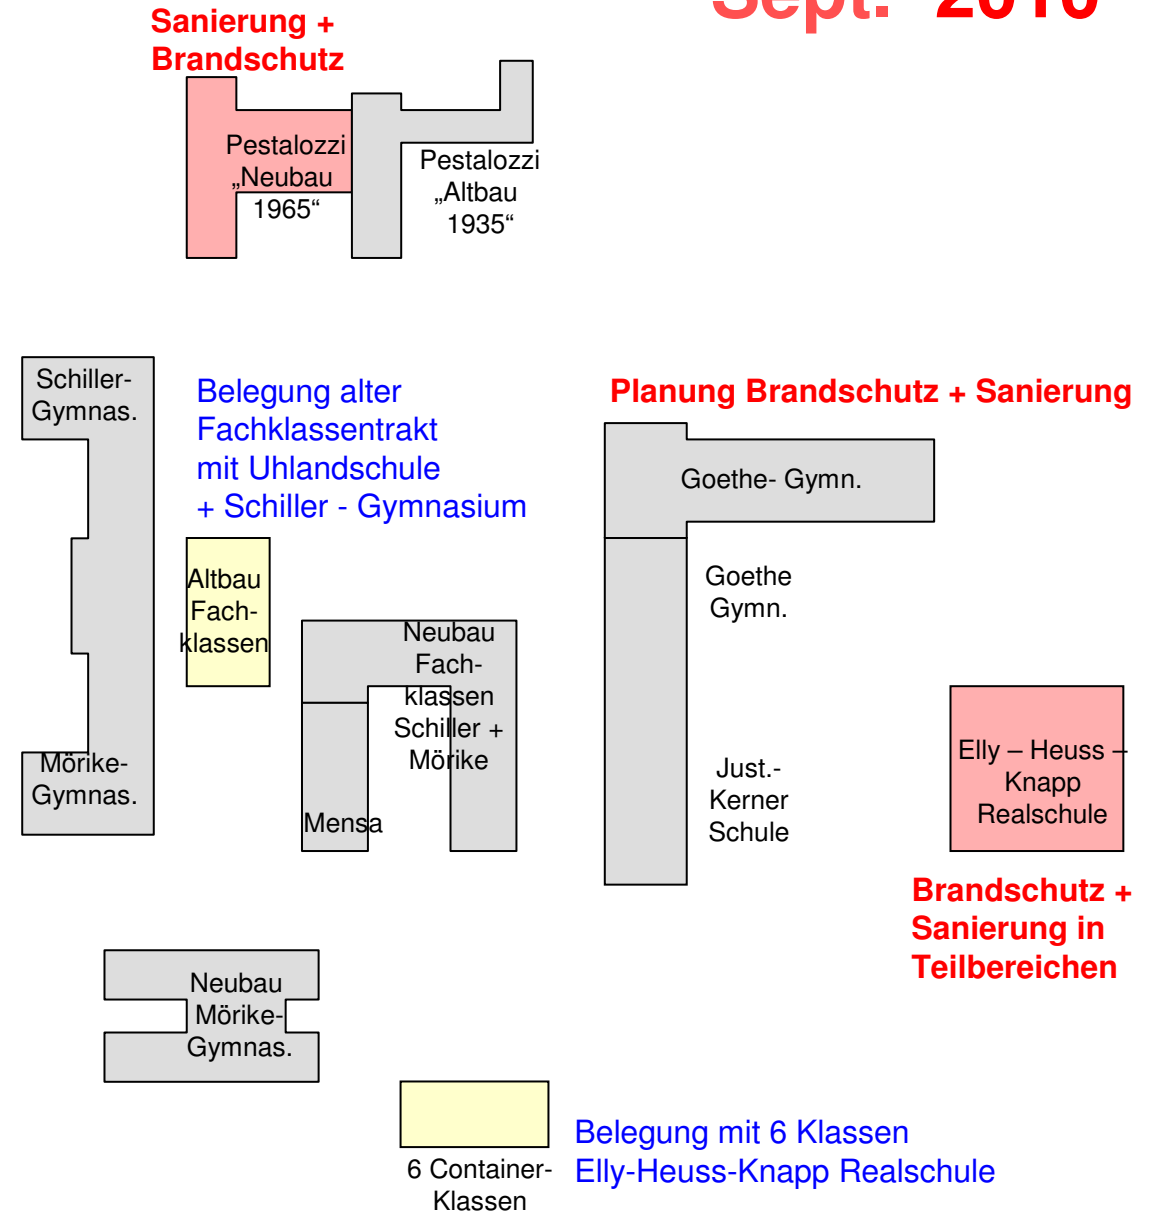 Sept. 2010
Sanierung +
Brandschutz
Pestalozzi
„Neubau
1965“
Pestalozzi
„Altbau
1935“
Schiller-
Gymnas.
Belegung alter
Fachklassentrakt
mit Uhlandschule
+ Schiller - Gymnasium
Planung Brandschutz + Sanierung
Goethe- Gymn.
Altbau
Fach-
klassen
Goethe
Gymn.
Neubau
Fach-
klassen
Schiller +
Mörike
Mörike-
Gymnas.
Mensa
Just.-
Kerner
Schule
Elly – Heuss –
Knapp
Realschule
Brandschutz +
Sanierung in
Teilbereichen
Neubau
Mörike-
Gymnas.
6 Container-
Klassen
Belegung mit 6 Klassen
Elly-Heuss-Knapp Realschule